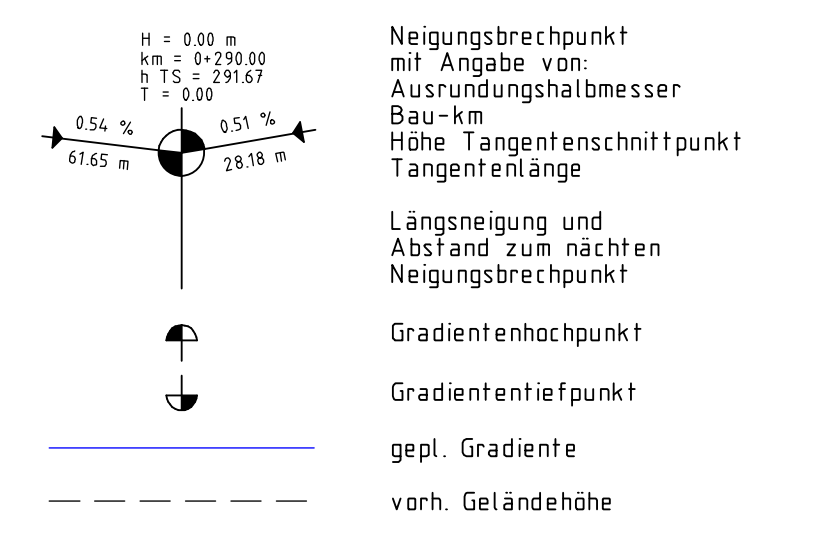 H = 0.00 m
km = 0+290.00
h TS = 291.67
T = 0.00
0.54 %
0.51 %
61.65 m
28.18 m
Neigungsbrechpunkt
mit Angabe von:
Ausrundungshalbmesser
Bau-km
Höhe Tangentenschnittpunkt
Tangentenlänge
Längsneigung und
Abstand zum nächten
Neigungsbrechpunkt
Gradientenhochpunkt
Gradiententiefpunkt
gepl. Gradiente
vorh. Geländehöhe